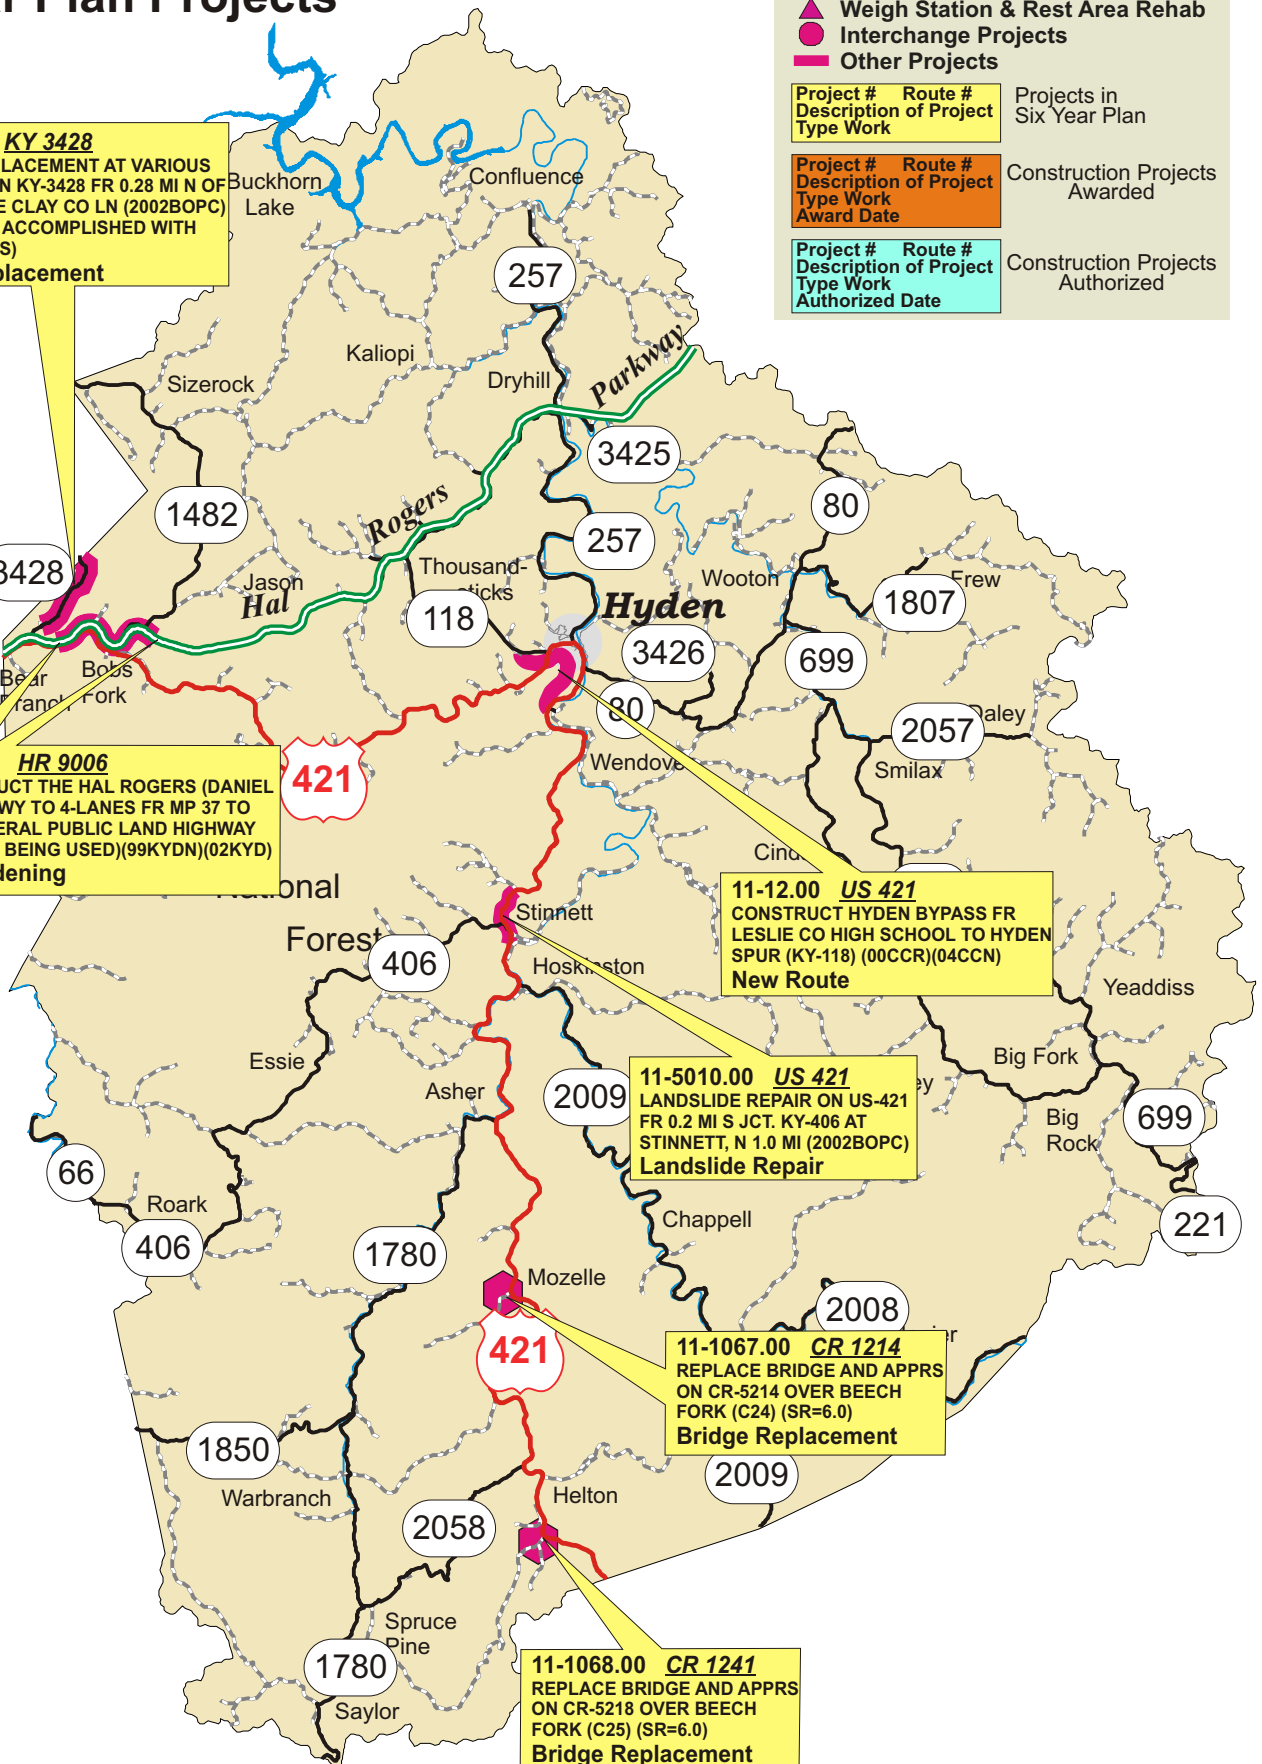 Plan Projects
Weigh Station & Rest Area Rehab
Interchange Projects
Other Projects
Project # Route #
Description of Project
Type Work
Projects in
Six Year Plan
Project # Route #
Description of Project
Type Work
Award Date
Construction Projects
Awarded
Project # Route #
Description of Project
Type Work
Authorized Date
Construction Projects
Authorized
KY 3428
LACEMENT AT VARIOUS
N KY-3428 FR 0.28 MI N OF
E CLAY CO LN (2002BOPC)
ACCOMPLISHED WITH
S)
placement
Buckhorn
Lake
Confluence
257
Kaliopi
Sizerock
Dryhill
Parkway
3425
1482
Rogers
80
257
3428
Jason
Hal
Thousand-
sticks
118
Hyden
Wooton
Frew
1807
3426
699
Bear
Branch
Bobs
Fork
80
Daley
2057
Wendover
Smilax
421
HR 9006
UCT THE HAL ROGERS (DANIEL
WY TO 4-LANES FR MP 37 TO
ERAL PUBLIC LAND HIGHWAY
BEING USED)(99KYDN)(02KYD)
dening
National
Forest
Stinnett
406
Hoskinston
11-12.00 US 421
CONSTRUCT HYDEN BYPASS FR
LESLIE CO HIGH SCHOOL TO HYDEN
SPUR (KY-118) (00CCR)(04CCN)
New Route
Yeaddiss
Essie
Asher
2009
11-5010.00 US 421
LANDSLIDE REPAIR ON US-421
FR 0.2 MI S JCT. KY-406 AT
STINNETT, N 1.0 MI (2002BOPC)
Landslide Repair
ey
Big Fork
Big
Rock
699
66
Roark
406
221
Chappell
1780
Mozelle
2008
er
421
11-1067.00 CR 1214
REPLACE BRIDGE AND APPRS
ON CR-5214 OVER BEECH
FORK (C24) (SR=6.0)
Bridge Replacement
1850
Warbranch
2009
Helton
2058
Spruce
Pine
1780
Saylor
11-1068.00 CR 1241
REPLACE BRIDGE AND APPRS
ON CR-5218 OVER BEECH
FORK (C25) (SR=6.0)
Bridge Replacement